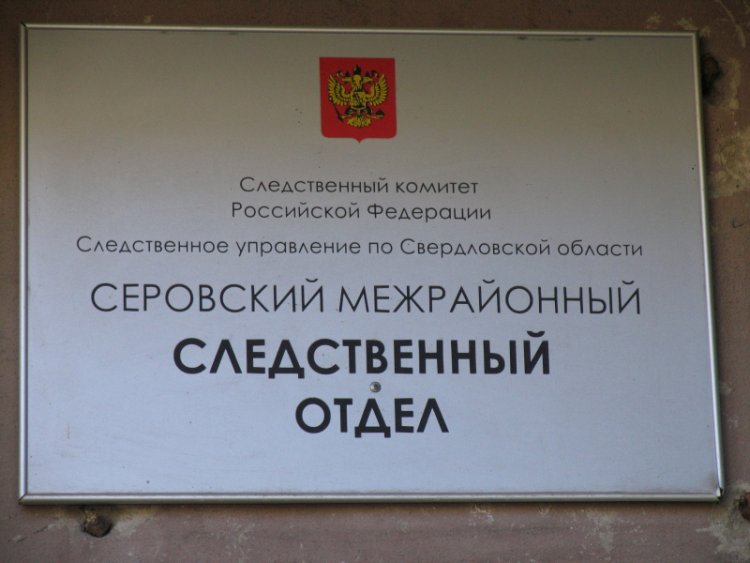 Следственный комитет
Российской Федерации
Следственное управление по Свердловской области
СЕРОВСКИЙ МЕЖРАЙОННЫЙ
СЛЕДСТВЕННЫЙ
ОТДЕЛ